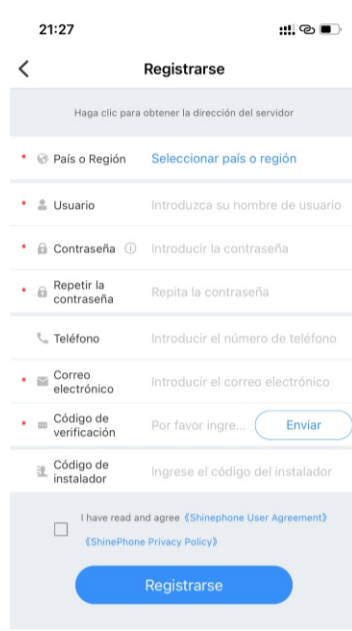 21:27
Registrarse
Haga clic para obtener la dirección del servidor
* País o Región Seleccionar país o región
* Usuario Introduzca su nombre de usuario
* Contraseña Introducir la contraseña
* Repetir la
contraseña Repita la contraseña
Teléfono Introducir el número de teléfono
* Correo
electrónico Introducir el correo electrónico
* Código de
verificación Por favor ingre... Enviar
Código de
instalador Ingrese el código del instalador
I have read and agree《Shinephone User Agreement》
《ShinePhone Privacy Policy》
Registrarse